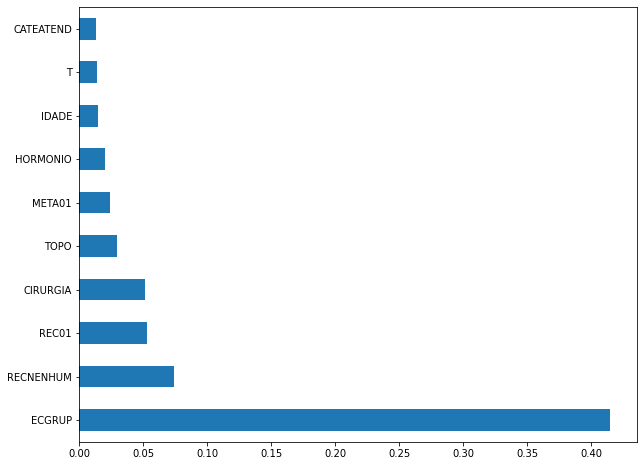 CATEATEND
T
IDADE
HORMONIO
META01
TOPO
CIRURGIA
REC01
RECNENHUM
ECGRUP
0.00 0.05 0.10 0.15 0.20 0.25 0.30 0.35 0.40